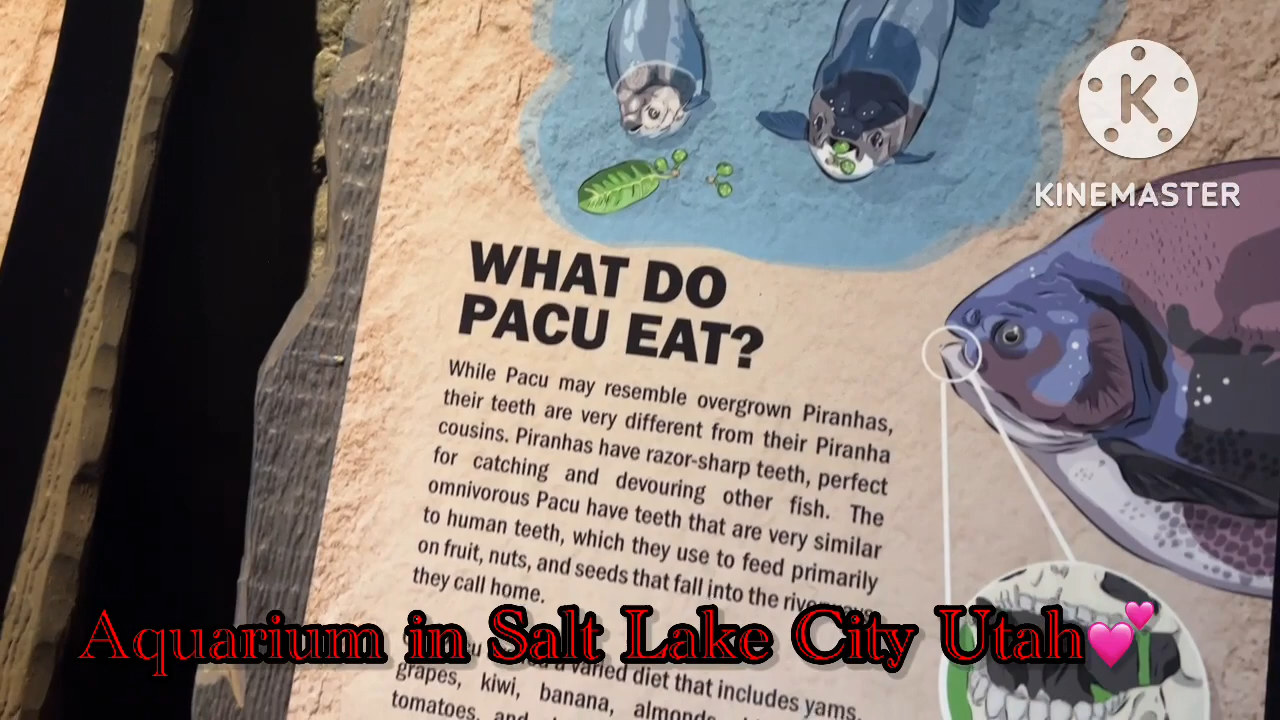 K
KINEMASTER
WHAT DO
PACU EAT?
While Pacu may resemble overgrown Piranhas,
their teeth are very different from their Piranha
cousins. Piranhas have razor-sharp teeth, perfect
for catching and devouring other fish. The
omnivorous Pacu have teeth that are very similar
to human teeth, which they use to feed primarily
on fruit, nuts, and seeds that fall into the
they call home.
Aquarium in Salt Lake City Utah💕
a varied diet that includes yams,
grapes, kiwi, banana, almonds,
tomatoes, and